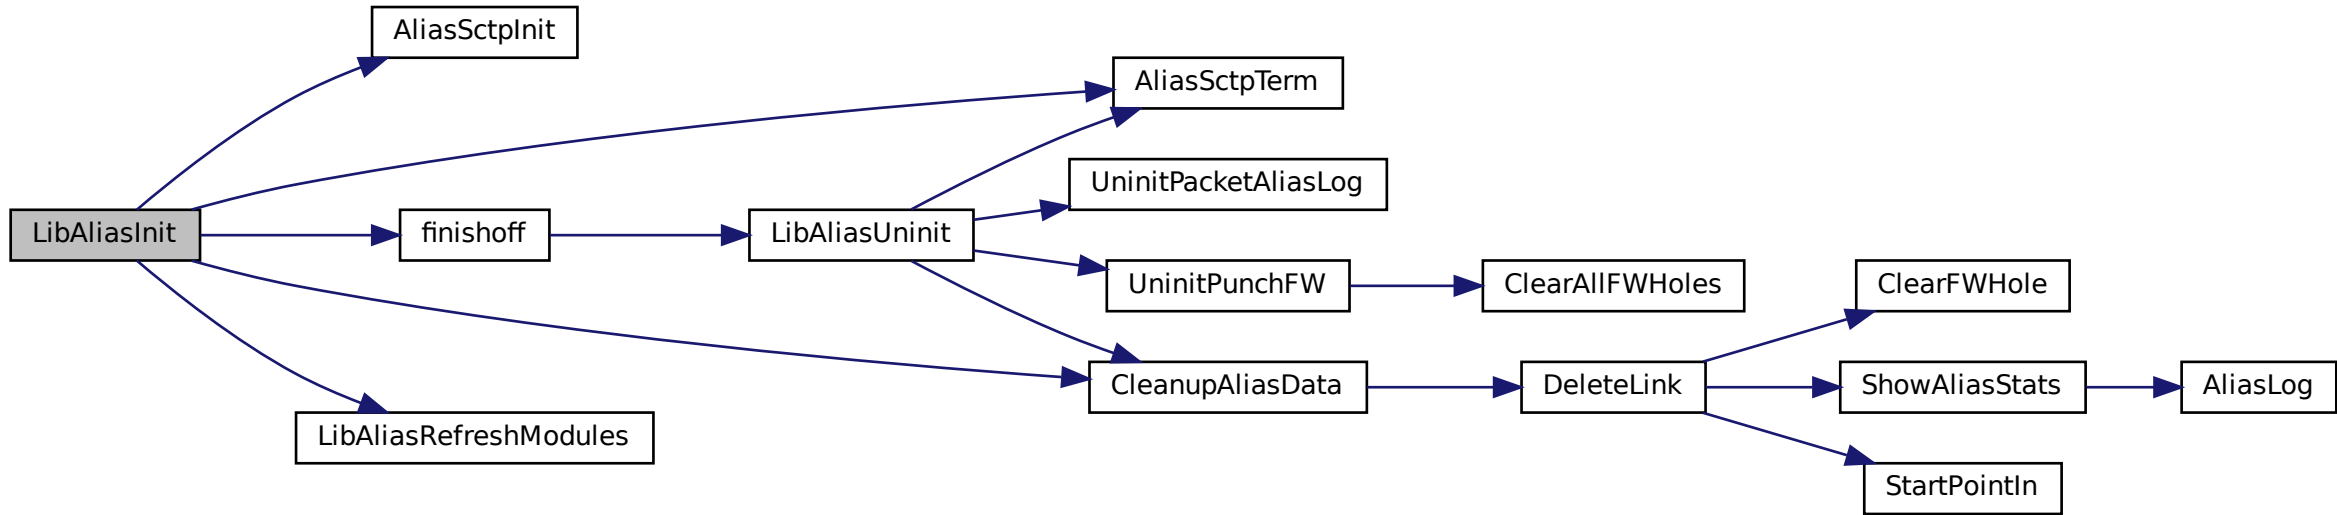 AliasSctpInit
AliasSctpTerm
UninitPacketAliasLog
LibAliasInit
finishoff
LibAliasUninit
UninitPunchFW
ClearAllFWHoles
ClearFWHole
CleanupAliasData
DeleteLink
ShowAliasStats
AliasLog
LibAliasRefreshModules
StartPointIn